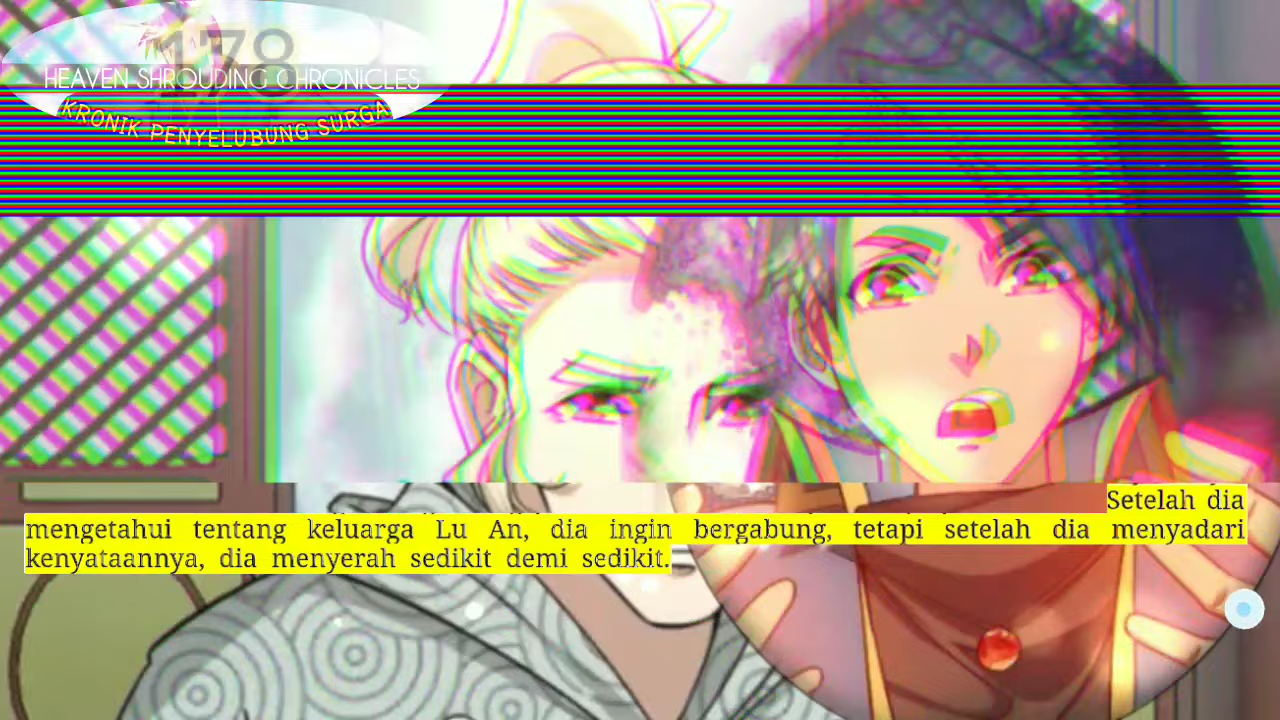 178
HEAVEN SHROUDING CHRONICLES
KRONIK PENYELUBUNG SURGA
Setelah dia
mengetahui tentang keluarga Lu An, dia ingin bergabung, tetapi setelah dia menyadari
kenyataannya, dia menyerah sedikit demi sedikit.